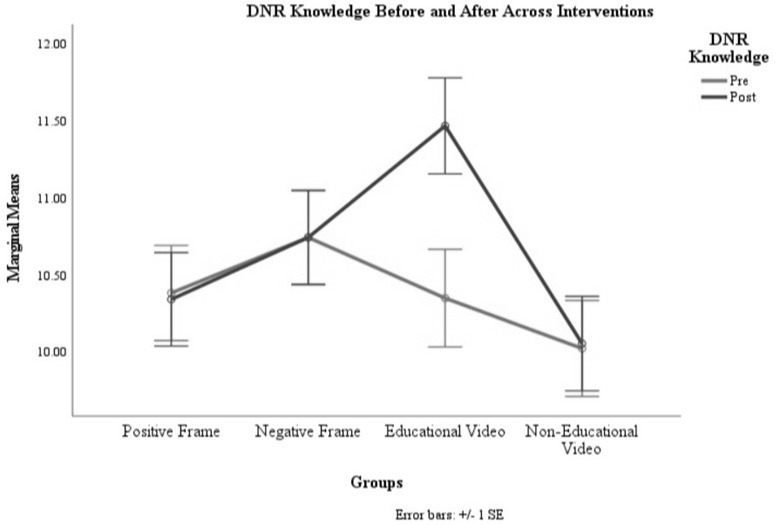 DNR Knowledge Before and After Across Interventions
DNR
Knowledge
Pre
Post
12.00
11.50
11.00
10.50
10.00
Marginal Means
Positive Frame
Negative Frame
Educational Video
Non-Educational
Video
Groups
Error bars: +/- 1 SE